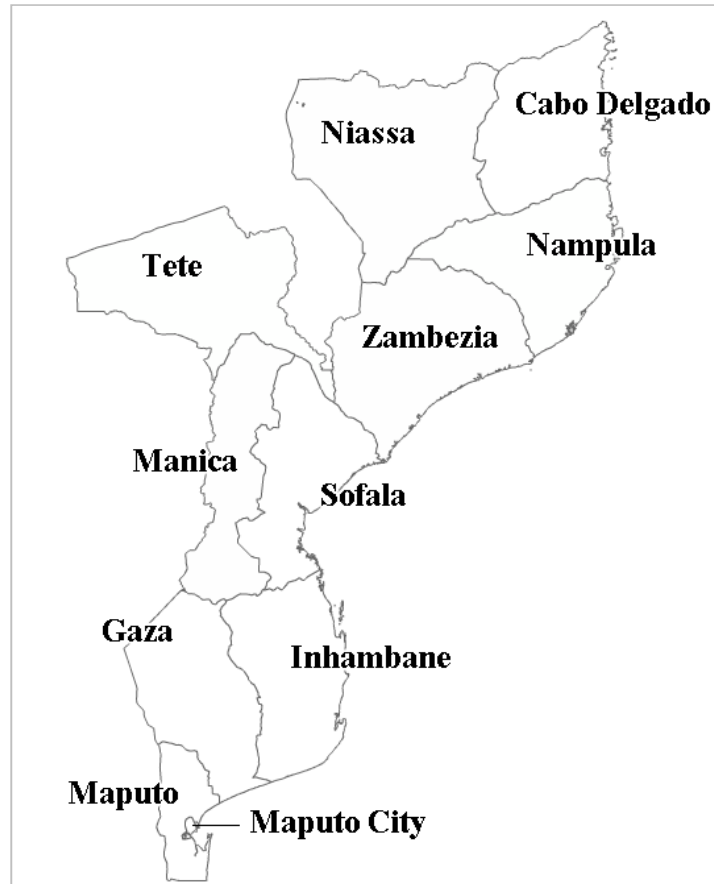 Cabo Delgado
Niassa
Nampula
Tete
Zambezia
Manica
Sofala
Gaza
Inhambane
Maputo
Maputo City